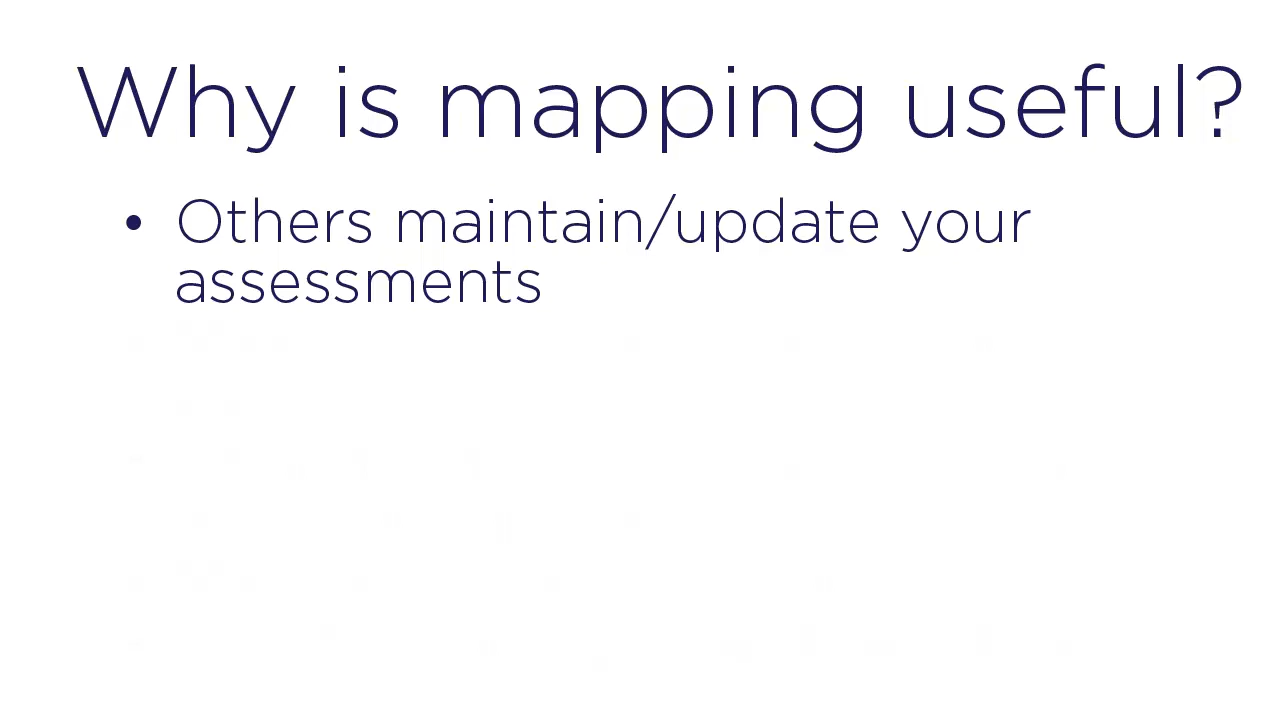 Why is mapping useful?
• Others maintain/update your
assessments